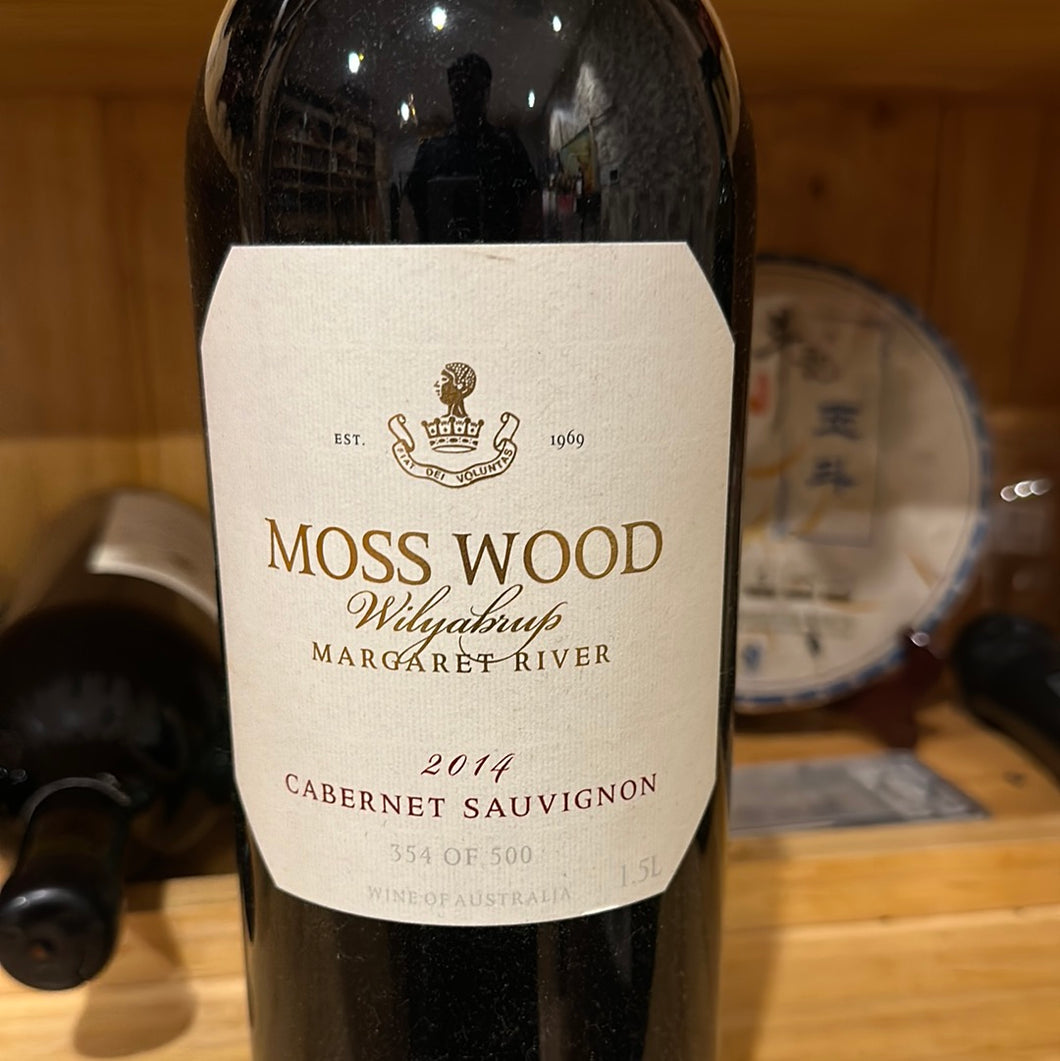 EST. 1969
FIAT DEI VOLUNTAS
MOSS WOOD
Wilyabrup
MARGARET RIVER
2014
CABERNET SAUVIGNON
354 OF 500
WINE OF AUSTRALIA 1.5L